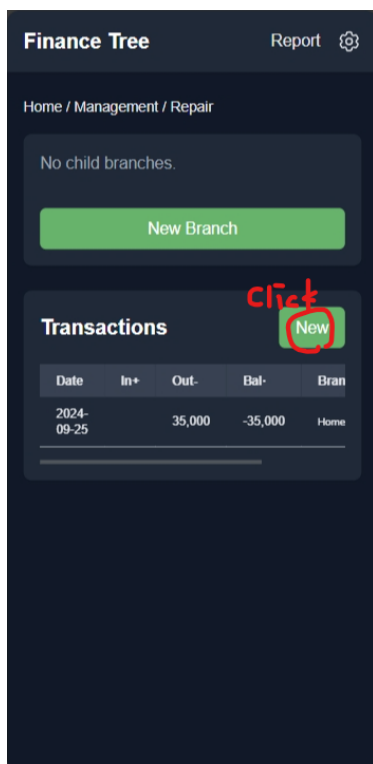 Finance Tree Report
Home / Management / Repair
No child branches.
New Branch
Click
Transactions New
Date In+ Out- Bal· Bran
2024-09-25 35,000 -35,000 Home